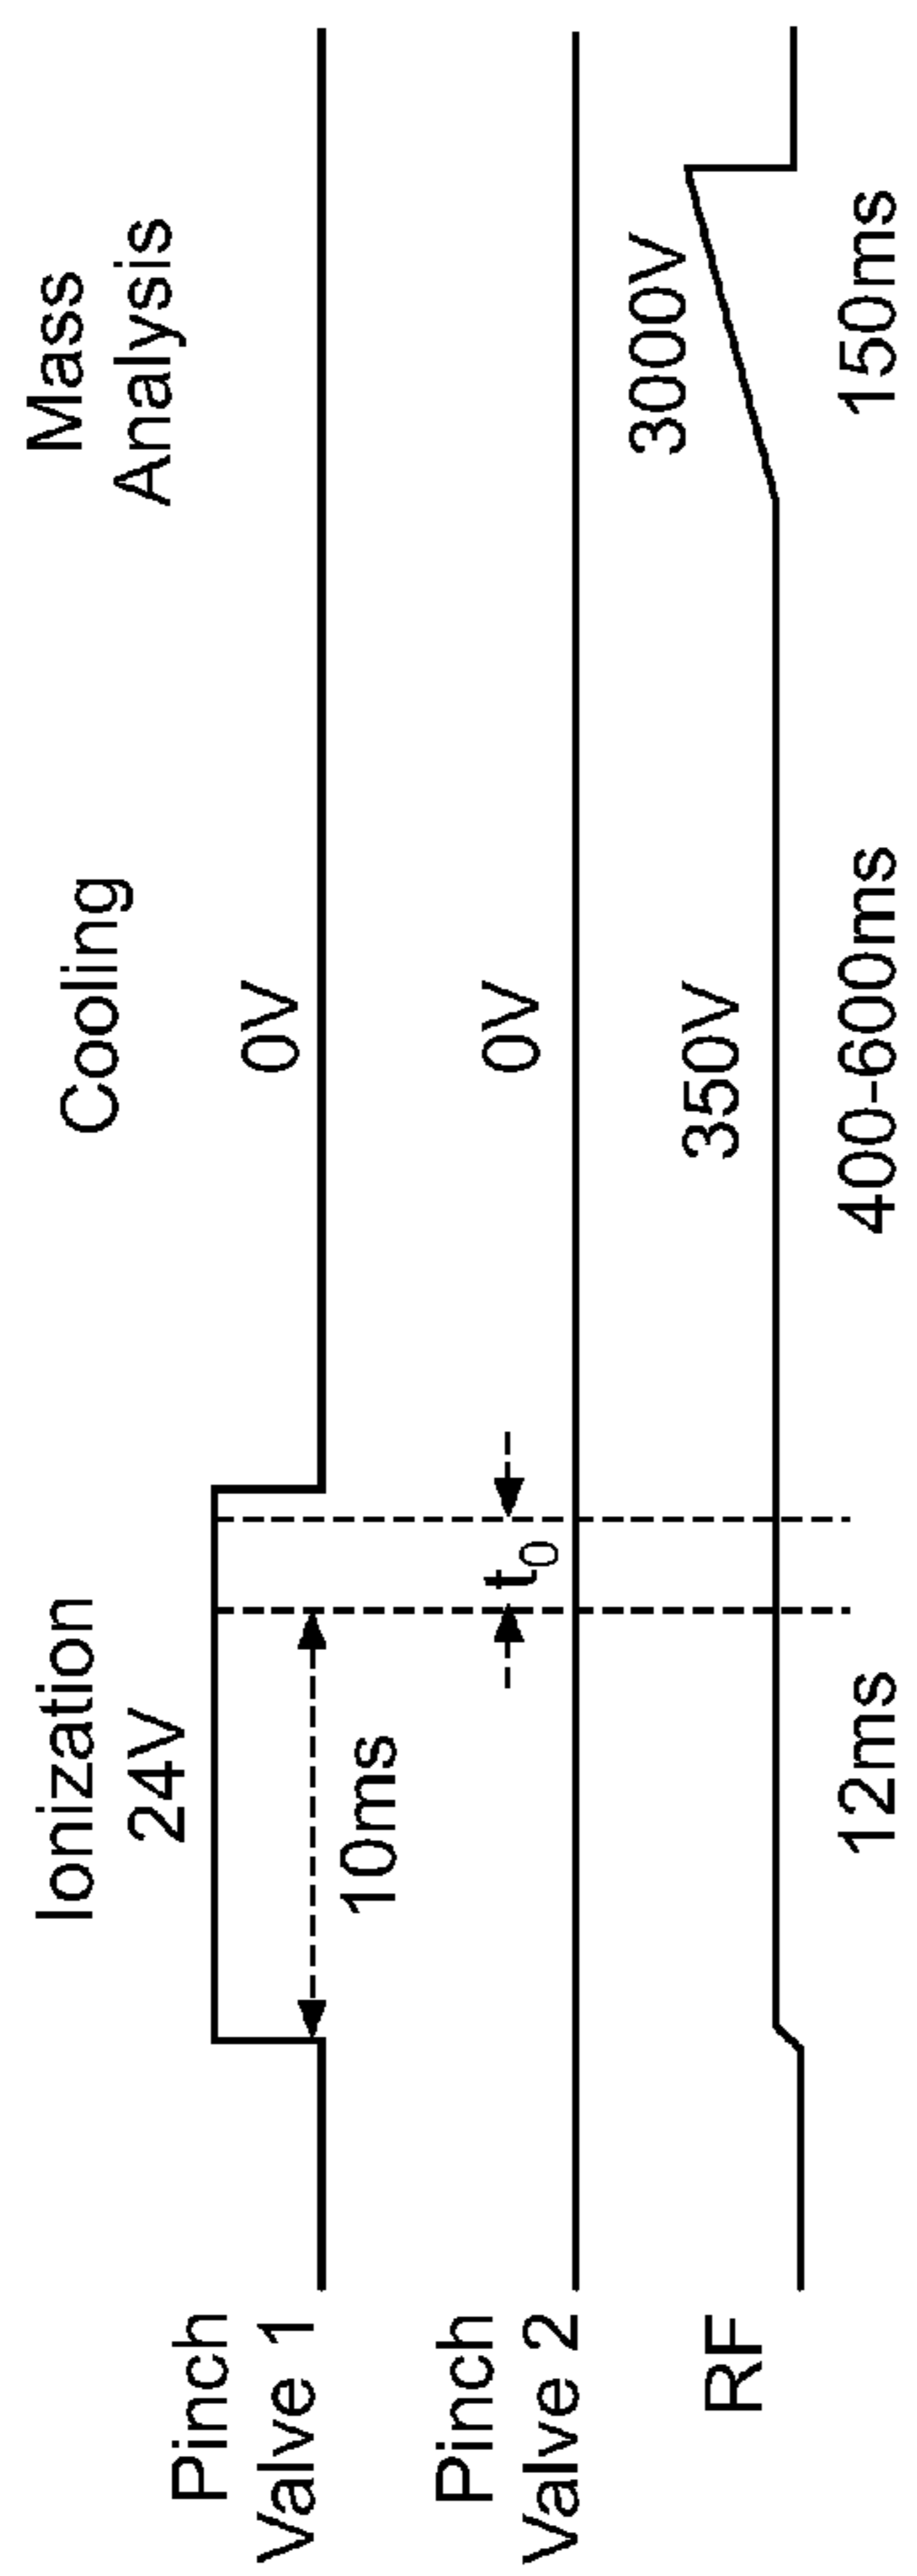 Ionization
Cooling
Mass
Analysis
24V
Pinch
Valve 1
0V
10ms
Pinch
Valve 2
t₀
0V
RF
350V
3000V
12ms
400-600ms
150ms